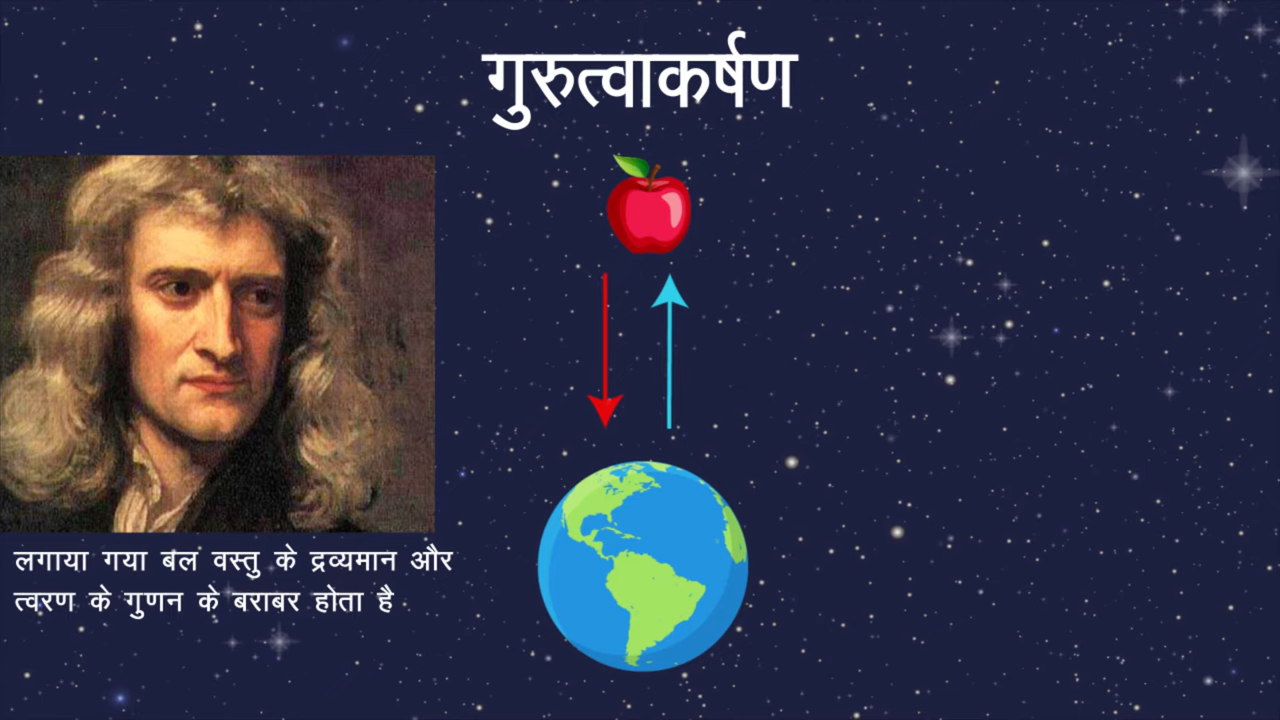 गुरुत्वाकर्षण
लगाया गया बल वस्तु के द्रव्यमान और
त्वरण के गुणन के बराबर होता है